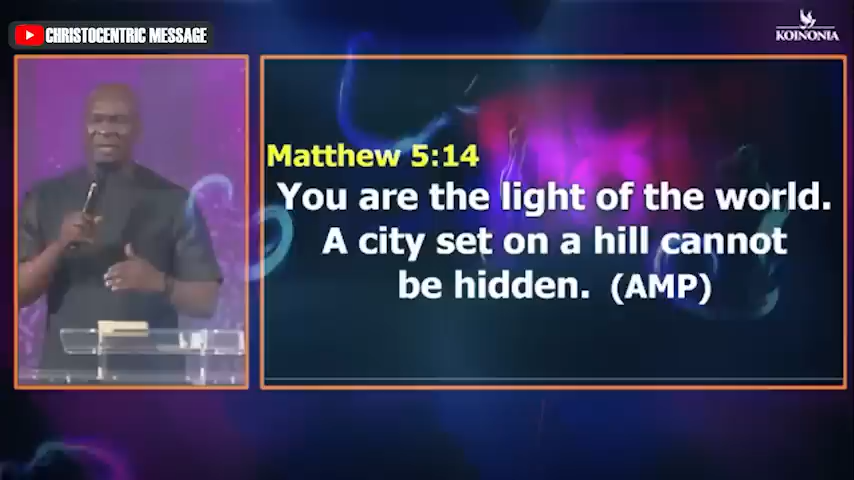 CHRISTOCENTRIC MESSAGE
KOINONIA
Matthew 5:14
You are the light of the world.
A city set on a hill cannot
be hidden. (AMP)